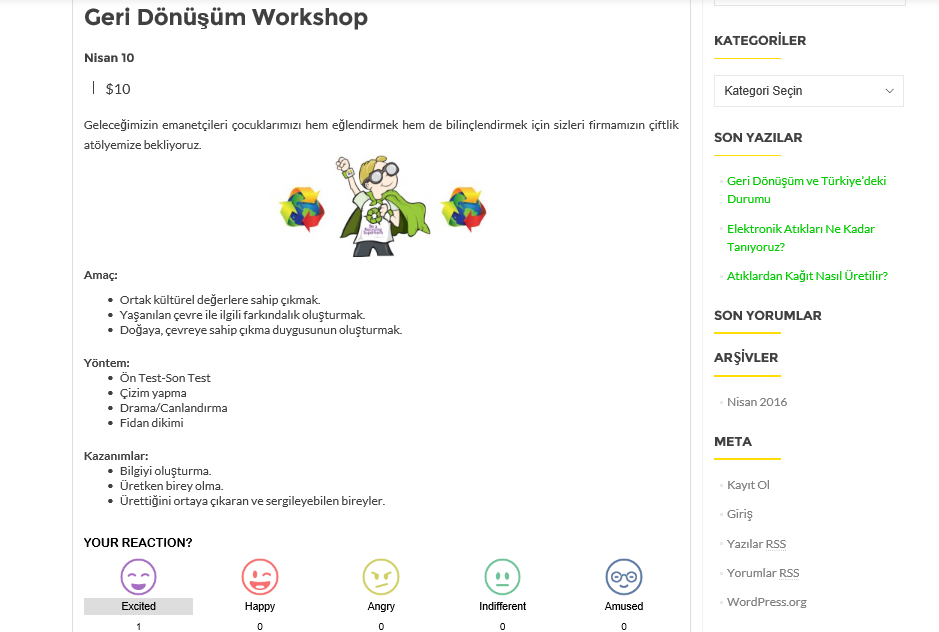 Geri Dönüşüm Workshop
Nisan 10
$10
Geleceğimizin emanetçileri çocuklarımızı hem eğlendirmek hem de bilinçlendirmek için sizleri firmamızın çiftlik
atölyemize bekliyoruz.
Amaç:
Ortak kültürel değerlere sahip çıkmak.
Yaşanılan çevre ile ilgili farkındalık oluşturmak.
Doğaya, çevreye sahip çıkma duygusunun oluşturmak.
Yöntem:
Ön Test-Son Test
Çizim yapma
Drama/Canlandırma
Fidan dikimi
Kazanımlar:
Bilgiyi oluşturma.
Üretken birey olma.
Ürettiğini ortaya çıkaran ve sergileyebilen bireyler.
YOUR REACTION?
Excited Happy Angry Indifferent Amused
1 0 0 0 0
KATEGORİLER
Kategori Seçin
SON YAZILAR
Geri Dönüşüm ve Türkiye'deki
Durumu
Elektronik Atıkları Ne Kadar
Tanıyoruz?
Atıklardan Kağıt Nasıl Üretilir?
SON YORUMLAR
ARŞİVLER
Nisan 2016
META
Kayıt Ol
Giriş
Yazılar RSS
Yorumlar RSS
WordPress.org